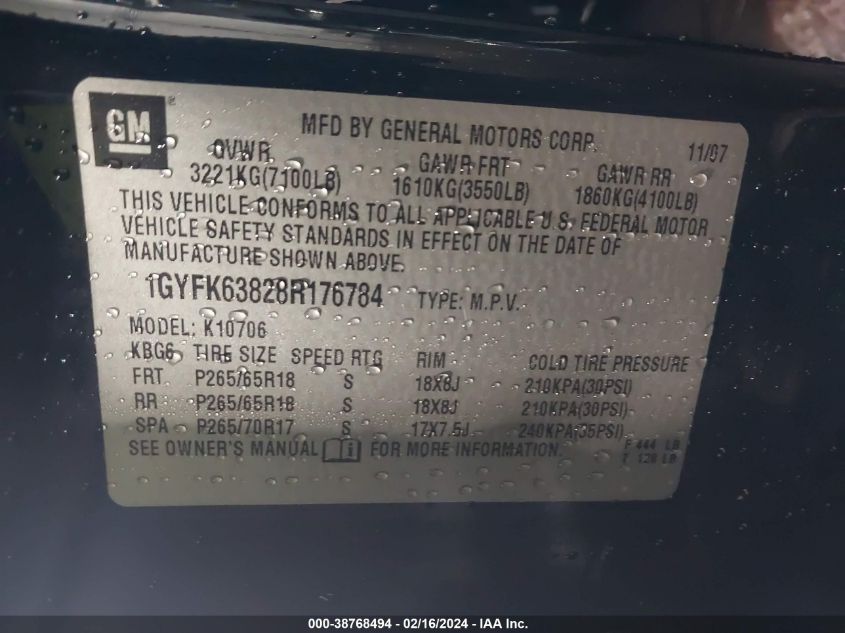 GM®
MFD BY GENERAL MOTORS CORP.
11/07
GVWR GAWR FRT GAWR RR
3221KG(7100LB) 1610KG(3550LB) 1860KG(4100LB)
THIS VEHICLE CONFORMS TO ALL APPLICABLE U.S. FEDERAL MOTOR
VEHICLE SAFETY STANDARDS IN EFFECT ON THE DATE OF
MANUFACTURE SHOWN ABOVE.
1GYFK63828R176784 TYPE: M.P.V.
MODEL: K10706
KBG6 TIRE SIZE SPEED RTG RIM COLD TIRE PRESSURE
FRT P265/65R18 S 18X8J 210KPA(30PSI)
RR P265/65R18 S 18X8J 210KPA(30PSI)
SPA P265/70R17 S 17X7.5J 240KPA(35PSI)
SEE OWNER'S MANUAL FOR MORE INFORMATION.
F 444 LB
T 128 LB
000-38768494 - 02/16/2024 - IAA Inc.